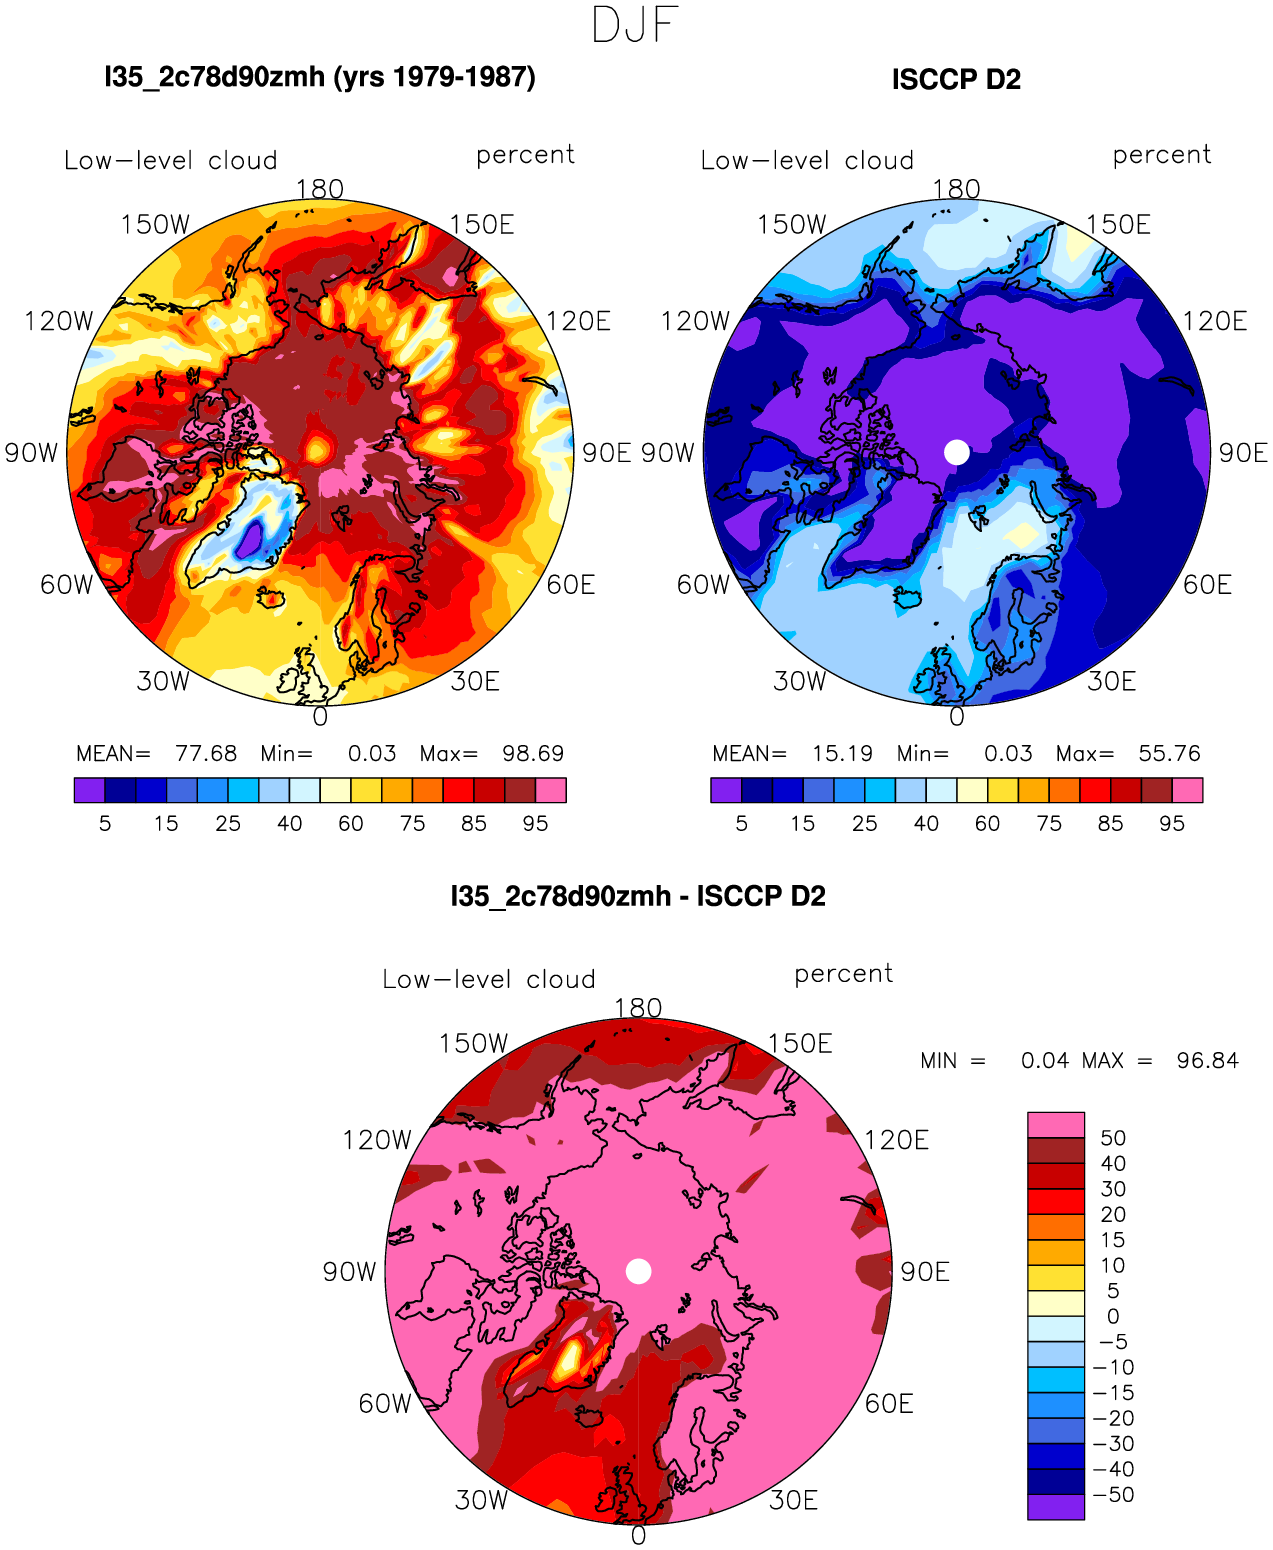 DJF
I35_2c78d90zmh (yrs 1979-1987)
Low-level cloud percent
180
150W 150E
120W 120E
90W 90E
60W 60E
30W 30E
0
MEAN= 77.68 Min= 0.03 Max= 98.69
5 15 25 40 60 75 85 95
ISCCP D2
Low-level cloud percent
180
150W 150E
120W 120E
90W 90E
60W 60E
30W 30E
0
MEAN= 15.19 Min= 0.03 Max= 55.76
5 15 25 40 60 75 85 95
I35_2c78d90zmh - ISCCP D2
Low-level cloud percent
180
150W 150E
120W 120E
90W 90E
60W 60E
30W 30E
0
MIN = 0.04 MAX = 96.84
50
40
30
20
15
10
5
0
-5
-10
-15
-20
-30
-40
-50